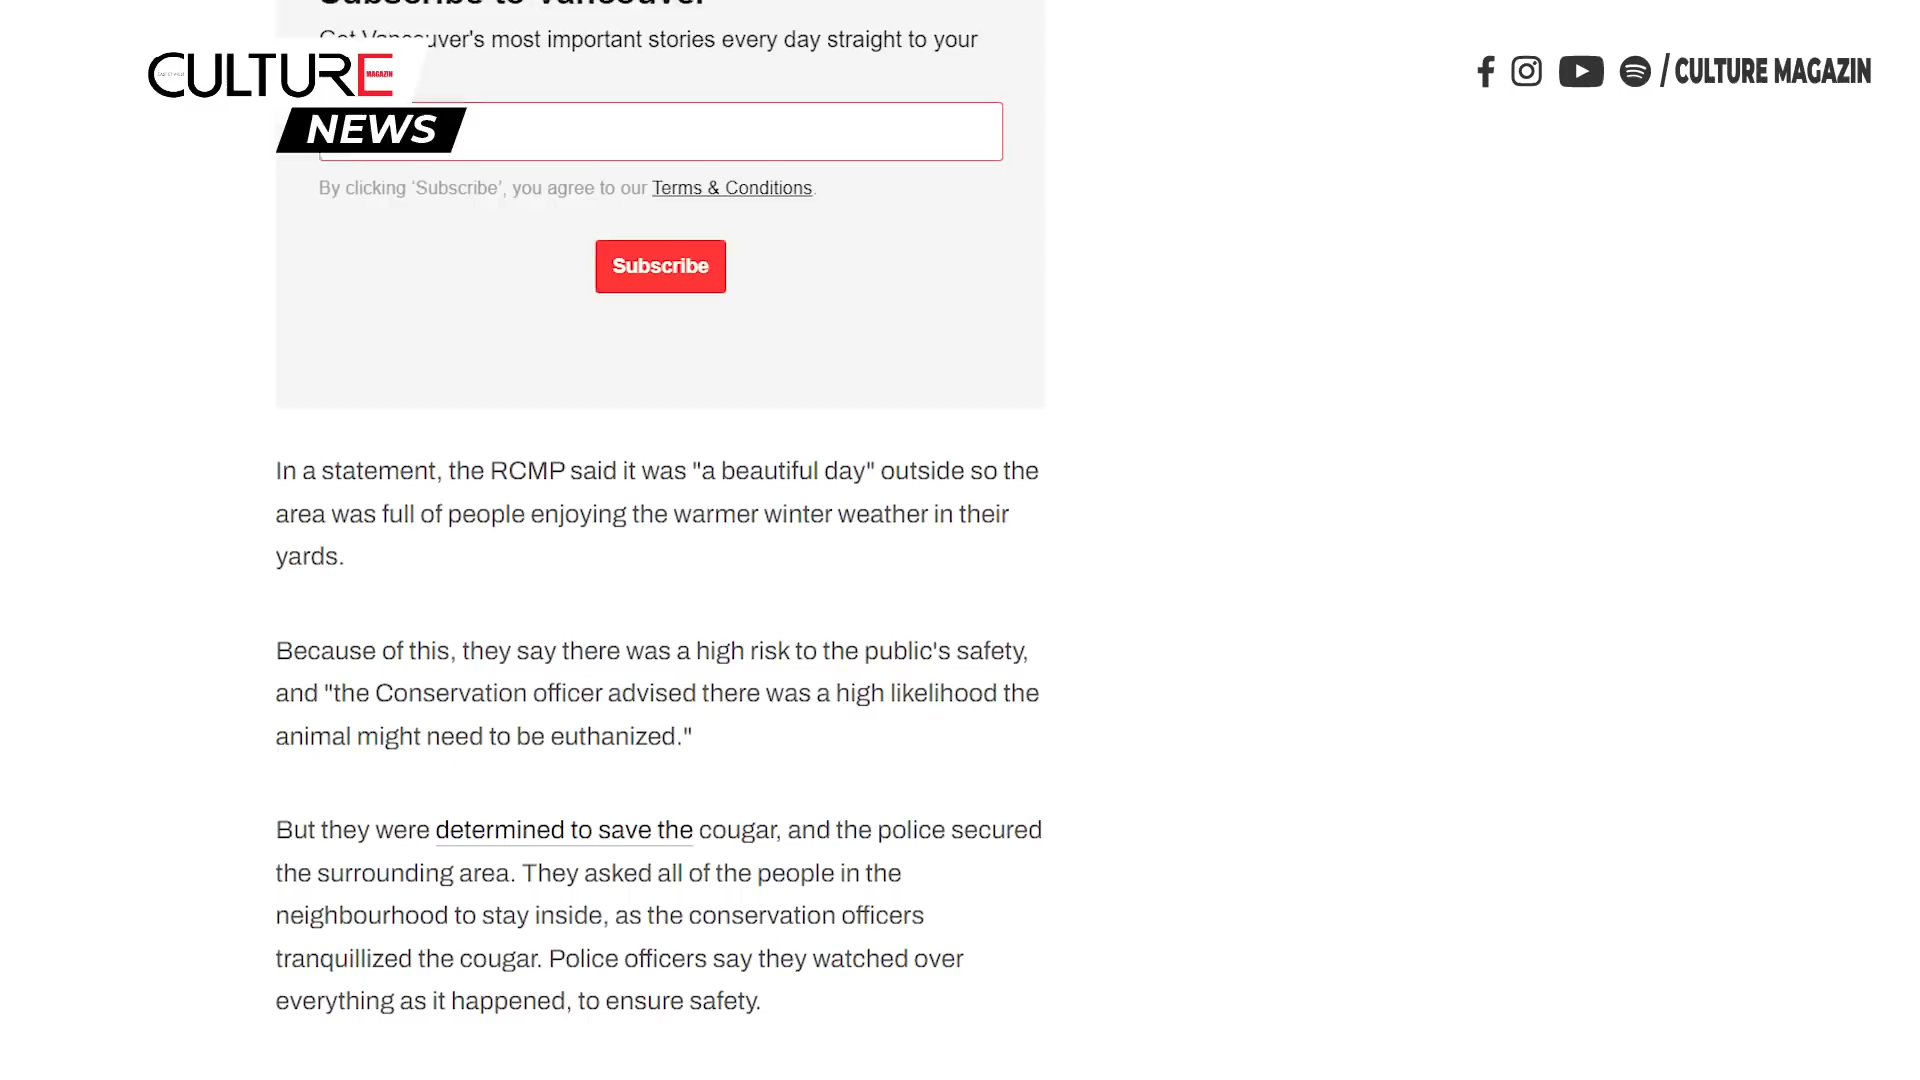 Subscribe to Vancouver
Get Vancouver's most important stories every day straight to your
CULTURE
MAGAZIN
NEWS
/ CULTURE MAGAZIN
By clicking ‘Subscribe’, you agree to our Terms & Conditions.
Subscribe
In a statement, the RCMP said it was "a beautiful day" outside so the
area was full of people enjoying the warmer winter weather in their
yards.
Because of this, they say there was a high risk to the public's safety,
and "the Conservation officer advised there was a high likelihood the
animal might need to be euthanized."
But they were determined to save the cougar, and the police secured
the surrounding area. They asked all of the people in the
neighbourhood to stay inside, as the conservation officers
tranquillized the cougar. Police officers say they watched over
everything as it happened, to ensure safety.